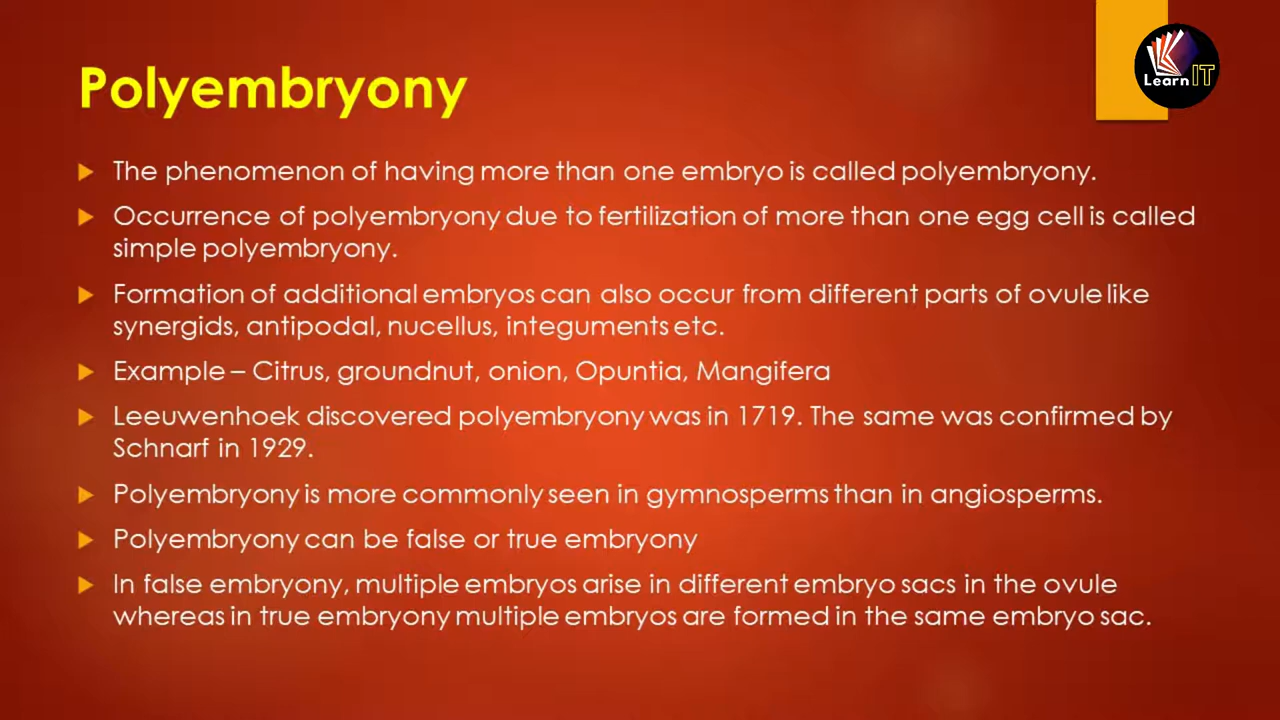 Polyembryony
Learn IT
The phenomenon of having more than one embryo is called polyembryony.
Occurrence of polyembryony due to fertilization of more than one egg cell is called
simple polyembryony.
Formation of additional embryos can also occur from different parts of ovule like
synergids, antipodal, nucellus, integuments etc.
Example – Citrus, groundnut, onion, Opuntia, Mangifera
Leeuwenhoek discovered polyembryony was in 1719. The same was confirmed by
Schnarf in 1929.
Polyembryony is more commonly seen in gymnosperms than in angiosperms.
Polyembryony can be false or true embryony
In false embryony, multiple embryos arise in different embryo sacs in the ovule
whereas in true embryony multiple embryos are formed in the same embryo sac.